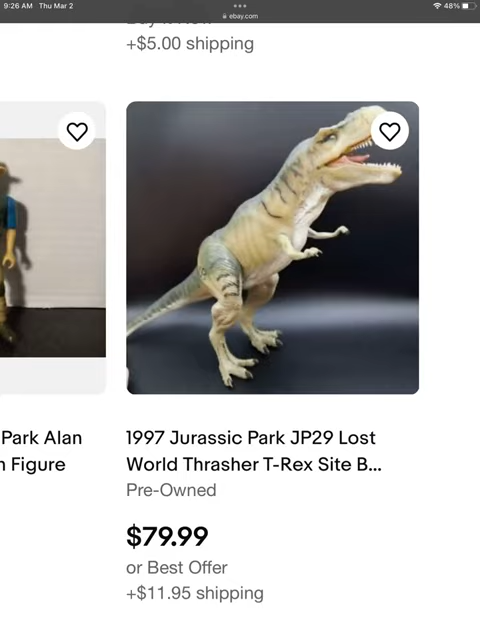 9:26 AM Thu Mar 2
48%
ebay.com
+$5.00 shipping
Park Alan
Figure
1997 Jurassic Park JP29 Lost
World Thrasher T-Rex Site B...
Pre-Owned
$79.99
or Best Offer
+$11.95 shipping